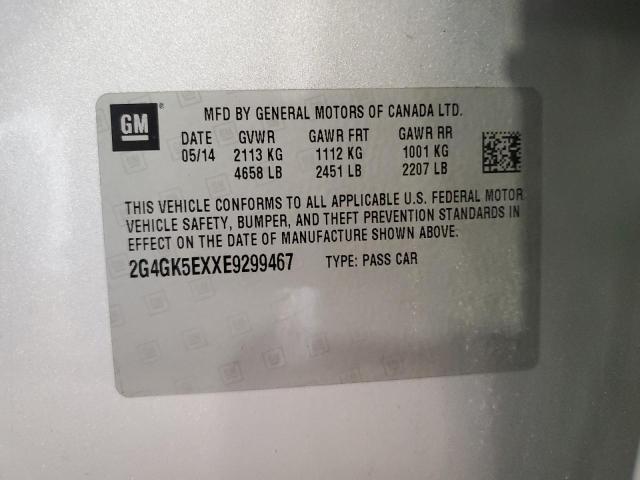 GM ®
MFD BY GENERAL MOTORS OF CANADA LTD.
DATE GVWR GAWR FRT GAWR RR
05/14 2113 KG 1112 KG 1001 KG
4658 LB 2451 LB 2207 LB
THIS VEHICLE CONFORMS TO ALL APPLICABLE U.S. FEDERAL MOTOR
VEHICLE SAFETY, BUMPER, AND THEFT PREVENTION STANDARDS IN
EFFECT ON THE DATE OF MANUFACTURE SHOWN ABOVE.
2G4GK5EXXE9299467 TYPE: PASS CAR